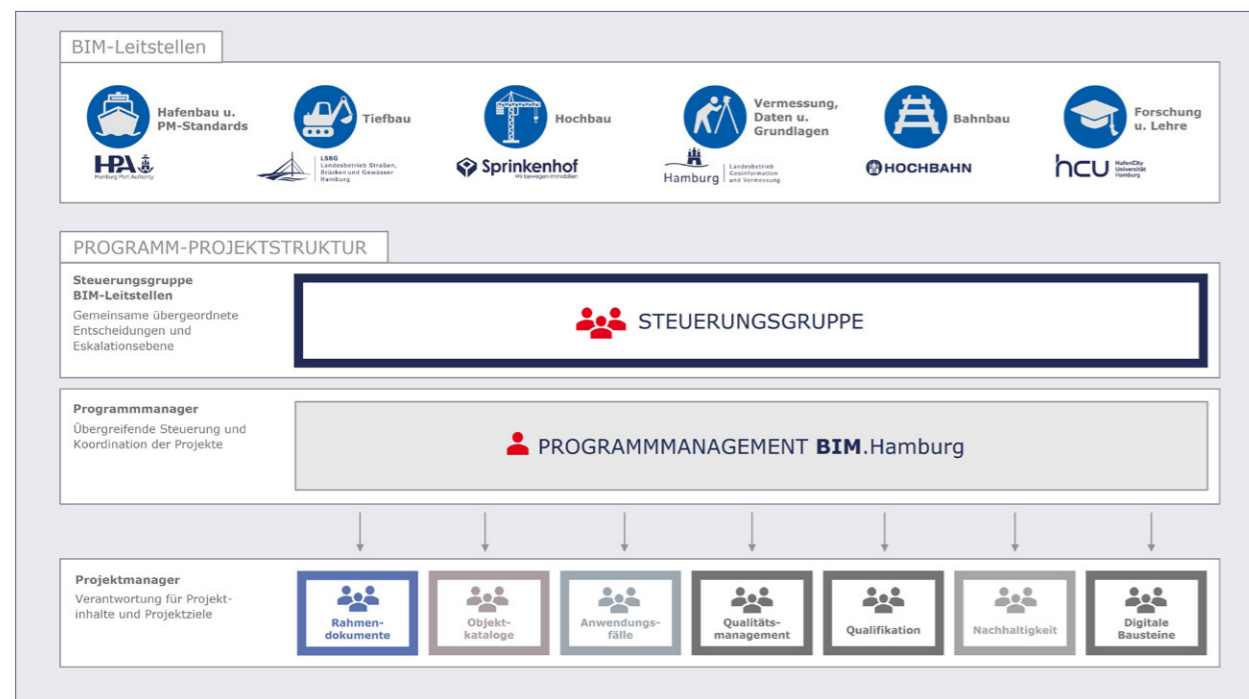 BIM-Leitstellen
Hafenbau u.
PM-Standards
HPA
Hamburg Port Authority
Tiefbau
LSBG
Landesbetrieb Straßen,
Brücken und Gewässer
Hamburg
Hochbau
Sprinkenhof
Wir bewegen Immobilien
Vermessung,
Daten u.
Grundlagen
Hamburg
Landesbetrieb
Geoinformation
und Vermessung
Bahnbau
HOCHBAHN
Forschung
u. Lehre
hcu
HafenCity
Universität
Hamburg
PROGRAMM-PROJEKTSTRUKTUR
Steuerungsgruppe
BIM-Leitstellen
Gemeinsame übergeordnete
Entscheidungen und
Eskalationsebene
STEUERUNGSGRUPPE
Programmmanager
Übergreifende Steuerung und
Koordination der Projekte
PROGRAMMMANAGEMENT BIM.Hamburg
Projektmanager
Verantwortung für Projekt-
inhalte und Projektziele
Rahmen-
dokumente
Objekt-
kataloge
Anwendungs-
fälle
Qualitäts-
management
Qualifikation
Nachhaltigkeit
Digitale
Bausteine